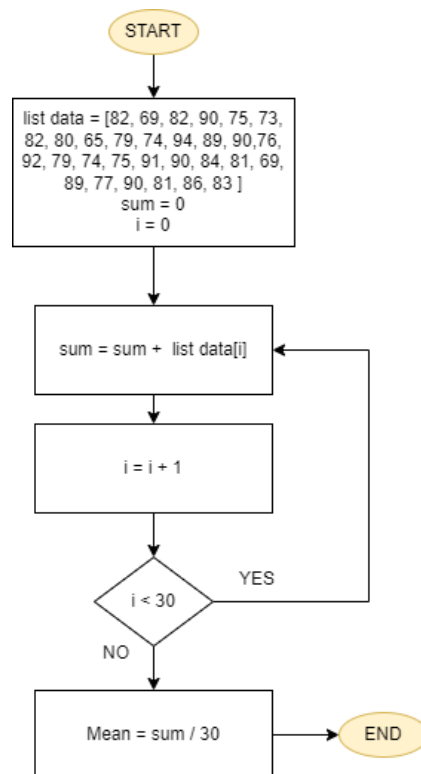 START
list data = [82, 69, 82, 90, 75, 73,
82, 80, 65, 79, 74, 94, 89, 90,76,
92, 79, 74, 75, 91, 90, 84, 81, 69,
89, 77, 90, 81, 86, 83 ]
sum = 0
i = 0
sum = sum + list data[i]
i = i + 1
i < 30
YES
NO
Mean = sum / 30
END